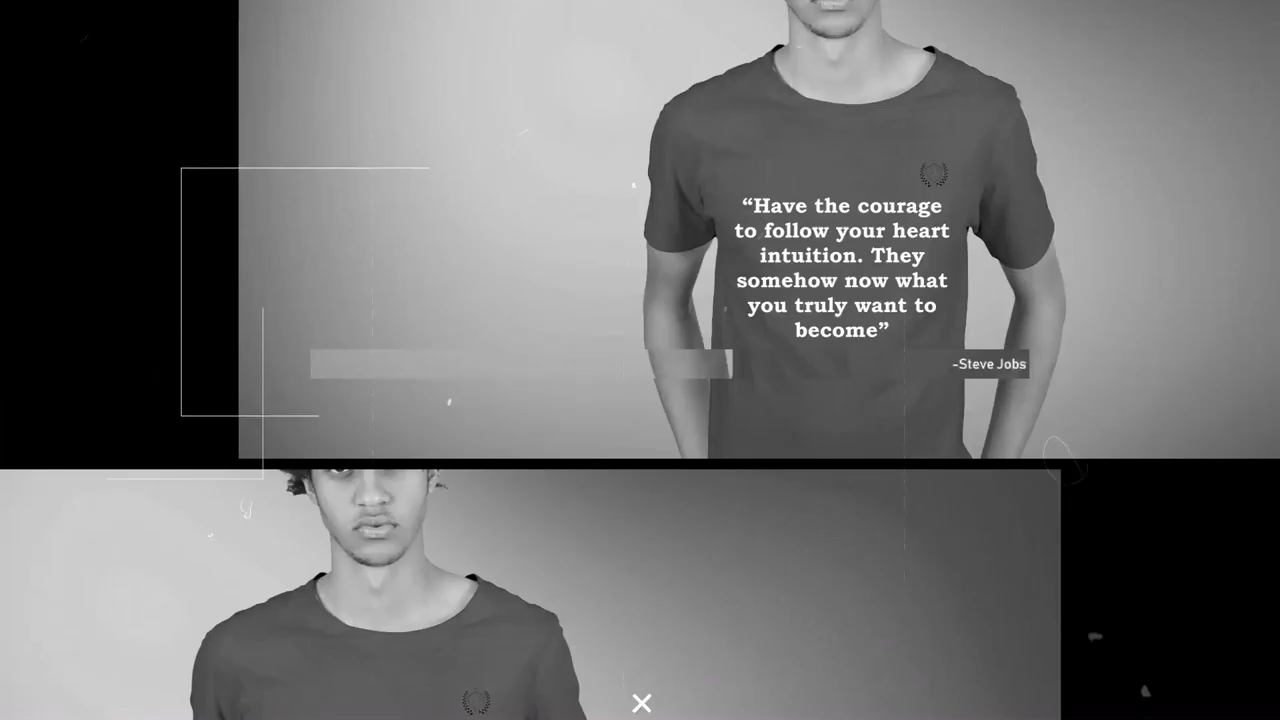 “Have the courage
to follow your heart
intuition. They
somehow now what
you truly want to
become”
-Steve Jobs